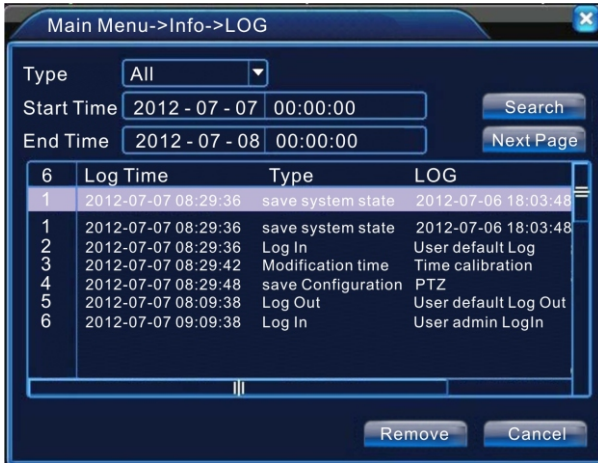 Main Menu->Info->LOG
Type All
Start Time 2012 - 07 - 07 00:00:00 Search
End Time 2012 - 07 - 08 00:00:00 Next Page
6 Log Time Type LOG
1 2012-07-07 08:29:36 save system state 2012-07-06 18:03:48
1 2012-07-07 08:29:36 save system state 2012-07-06 18:03:48
2 2012-07-07 08:29:36 Log In User default Log
3 2012-07-07 08:29:42 Modification time Time calibration
4 2012-07-07 08:29:48 save Configuration PTZ
5 2012-07-07 08:09:38 Log Out User default Log Out
6 2012-07-07 09:09:38 Log In User admin LogIn
Remove Cancel